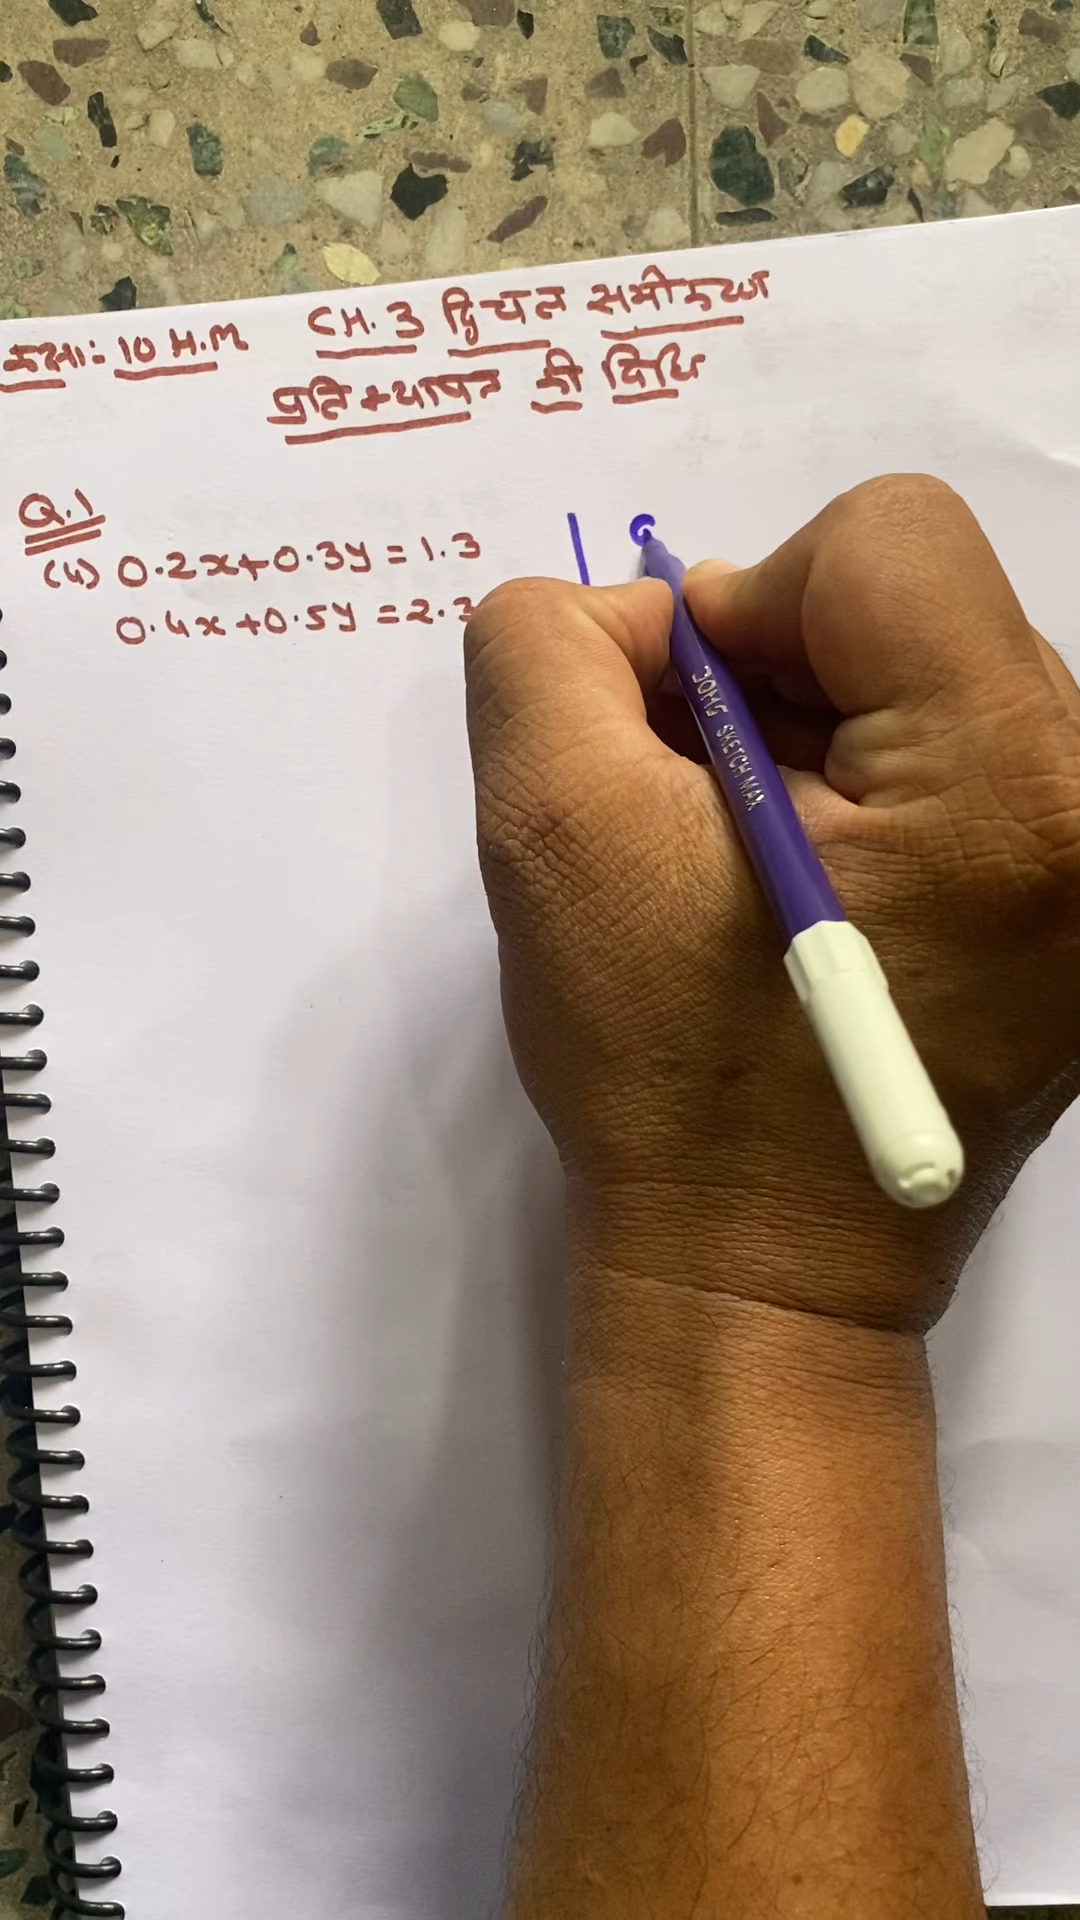 कक्षा: 10 H.M CH.3 द्विघत समीकरण
प्रतिस्थापन की विधि
Q.1
(4) 0.2x+0.3y = 1.3
0.4x+0.5y = 2.3
DOMS SKETCH MAX